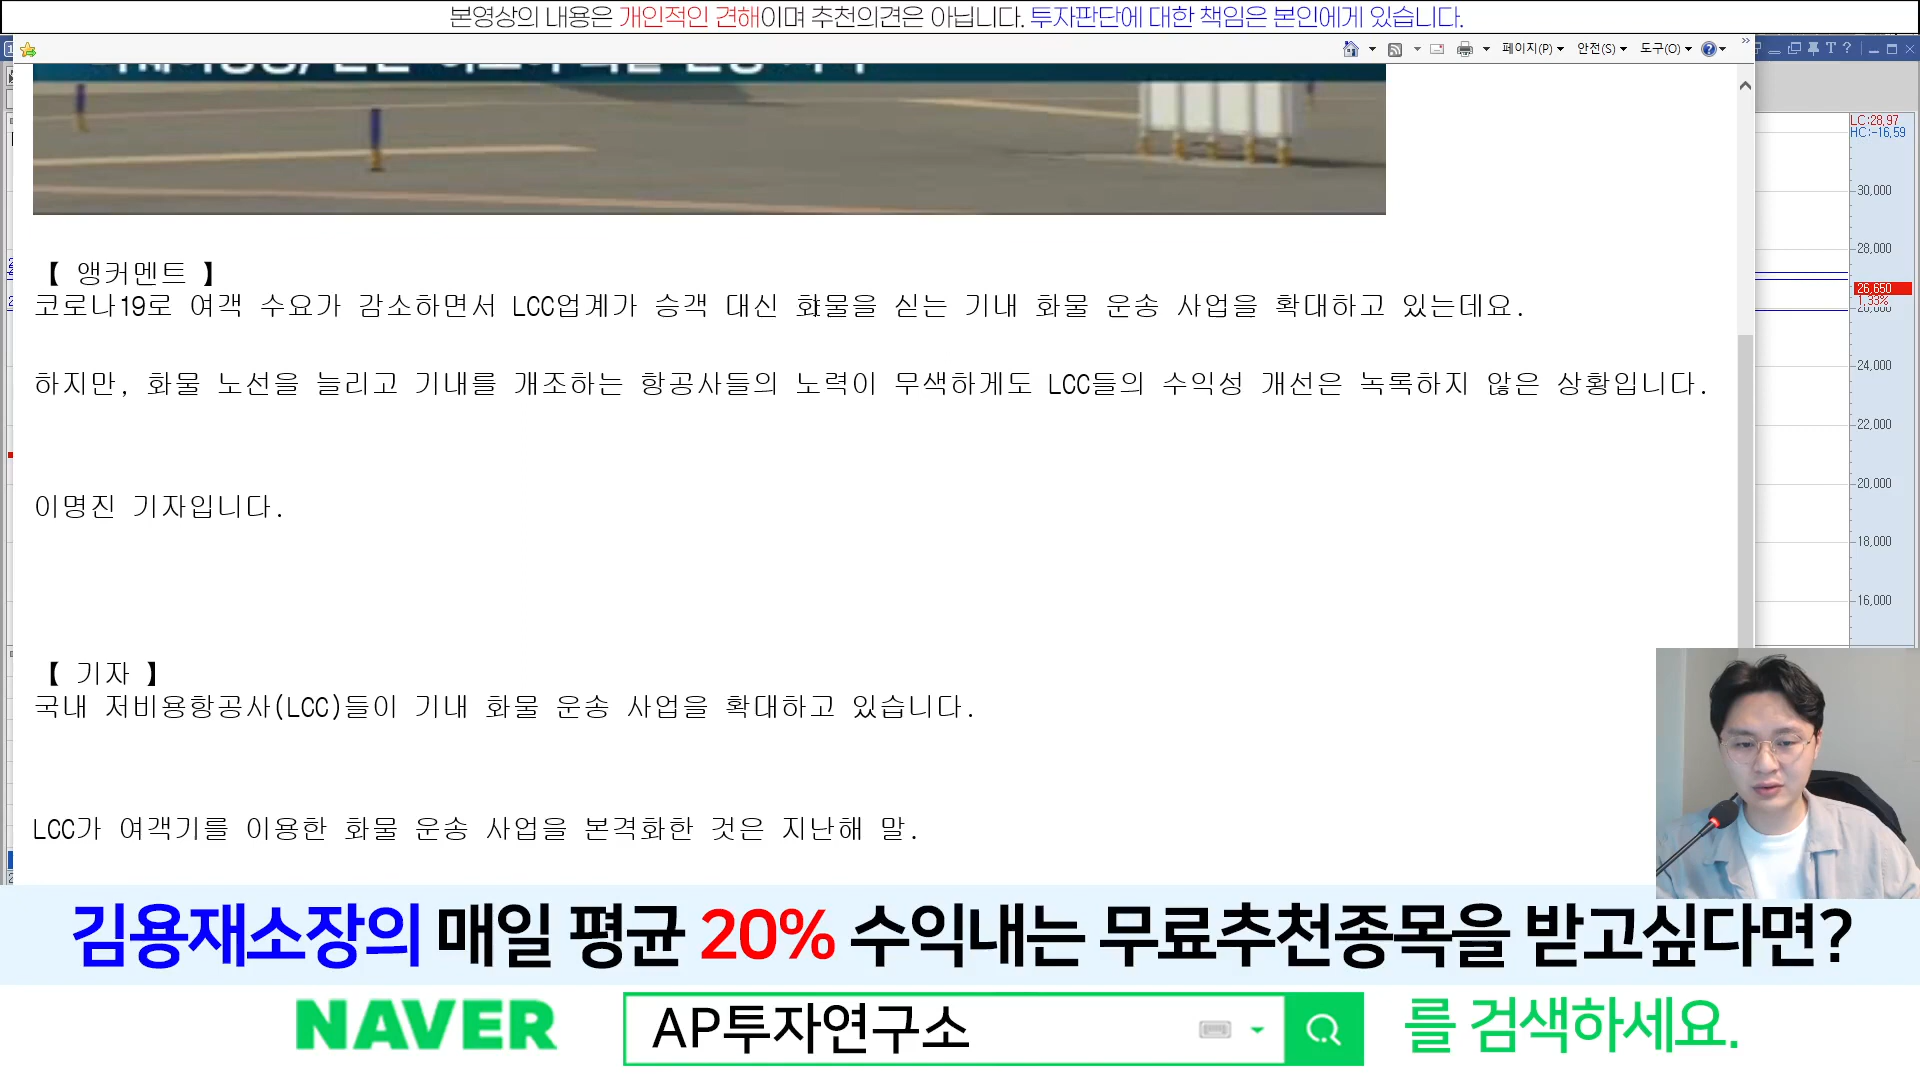 본영상의 내용은 개인적인 견해이며 추천의견은 아닙니다. 투자판단에 대한 책임은 본인에게 있습니다.
페이지(P) 안전(S) 도구(O)
LC:28,97
HC:-16,59
30,000
28,000
26,650
1,33%
24,000
22,000
20,000
18,000
16,000
【 앵커멘트 】
코로나19로 여객 수요가 감소하면서 LCC업계가 승객 대신 화물을 싣는 기내 화물 운송 사업을 확대하고 있는데요.
하지만, 화물 노선을 늘리고 기내를 개조하는 항공사들의 노력이 무색하게도 LCC들의 수익성 개선은 녹록하지 않은 상황입니다.
이명진 기자입니다.
【 기자 】
국내 저비용항공사(LCC)들이 기내 화물 운송 사업을 확대하고 있습니다.
LCC가 여객기를 이용한 화물 운송 사업을 본격화한 것은 지난해 말.
김용재소장의 매일 평균 20% 수익내는 무료추천종목을 받고싶다면?
NAVER AP투자연구소 를 검색하세요.